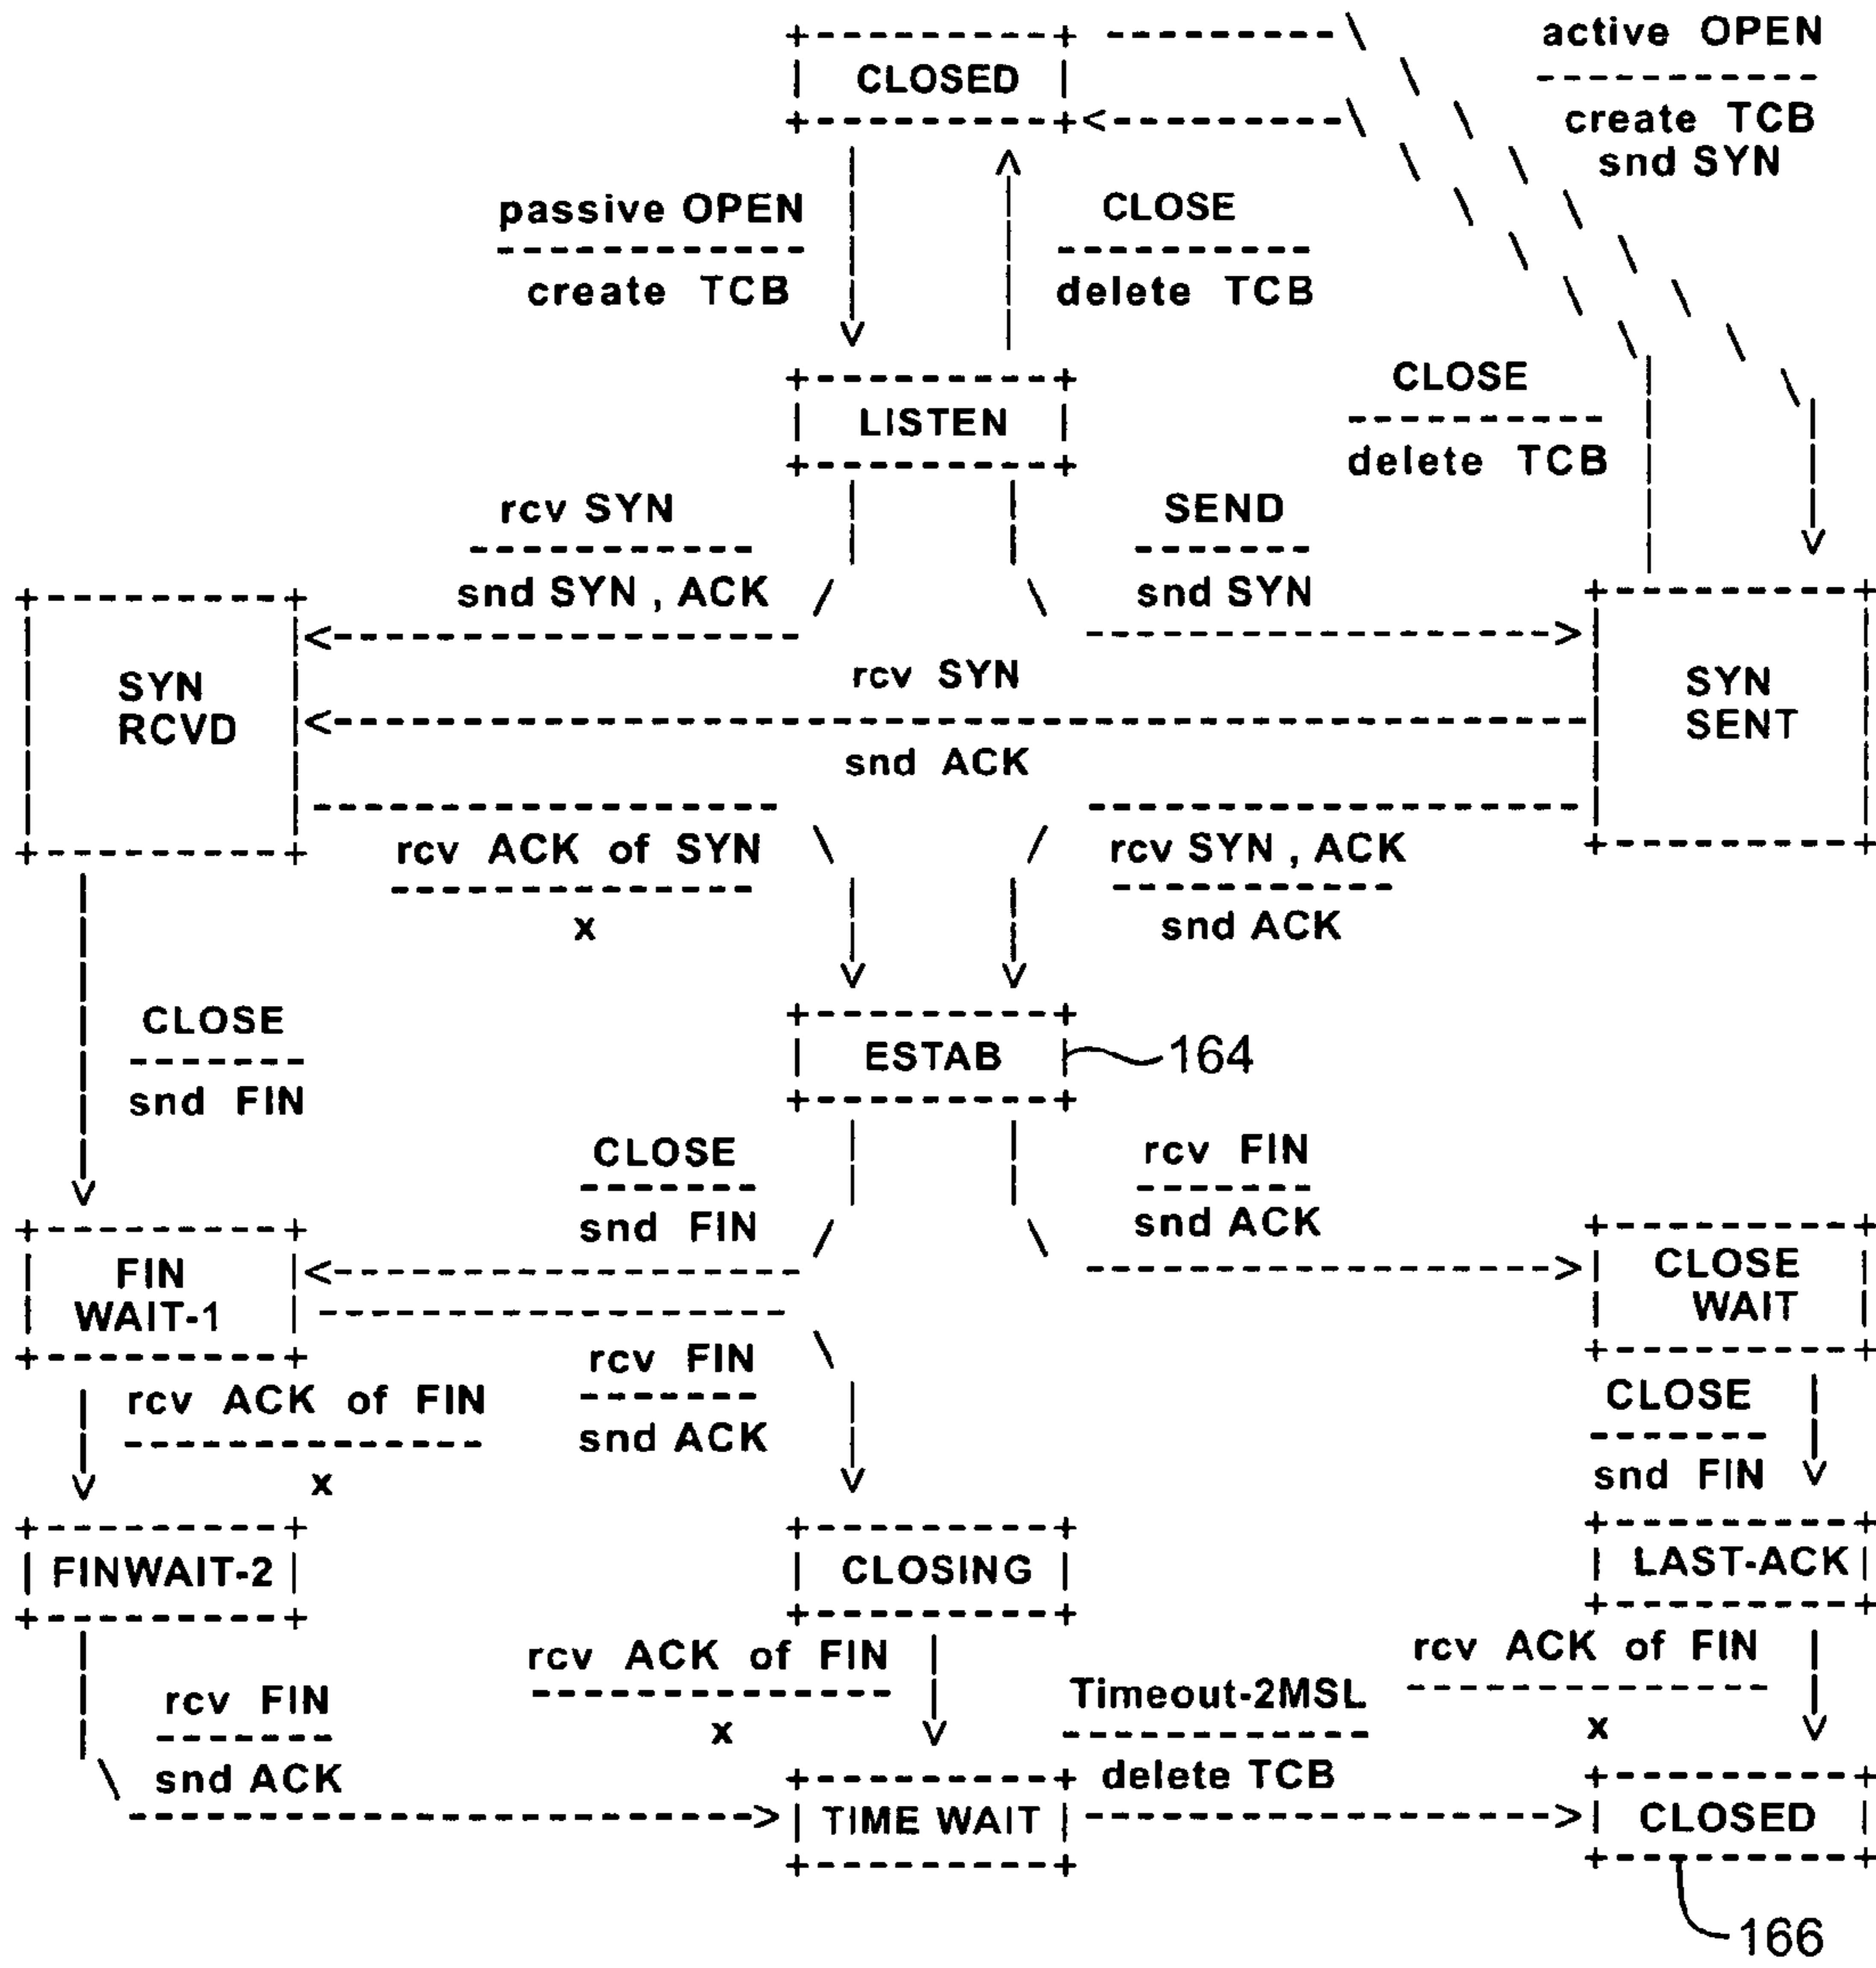 active OPEN
CLOSED
create TCB
snd SYN
passive OPEN
CLOSE
create TCB
delete TCB
CLOSE
LISTEN
delete TCB
rcv SYN
SEND
snd SYN , ACK
snd SYN
rcv SYN
SYN
RCVD
SYN
SENT
snd ACK
rcv ACK of SYN
rcv SYN , ACK
x
snd ACK
CLOSE
snd FIN
ESTAB
164
CLOSE
rcv FIN
snd FIN
snd ACK
FIN
WAIT-1
CLOSE
WAIT
rcv FIN
rcv ACK of FIN
CLOSE
snd ACK
x
snd FIN
FINWAIT-2
CLOSING
LAST-ACK
rcv ACK of FIN
rcv ACK of FIN
rcv FIN
Timeout-2MSL
x
x
snd ACK
delete TCB
TIME WAIT
CLOSED
166